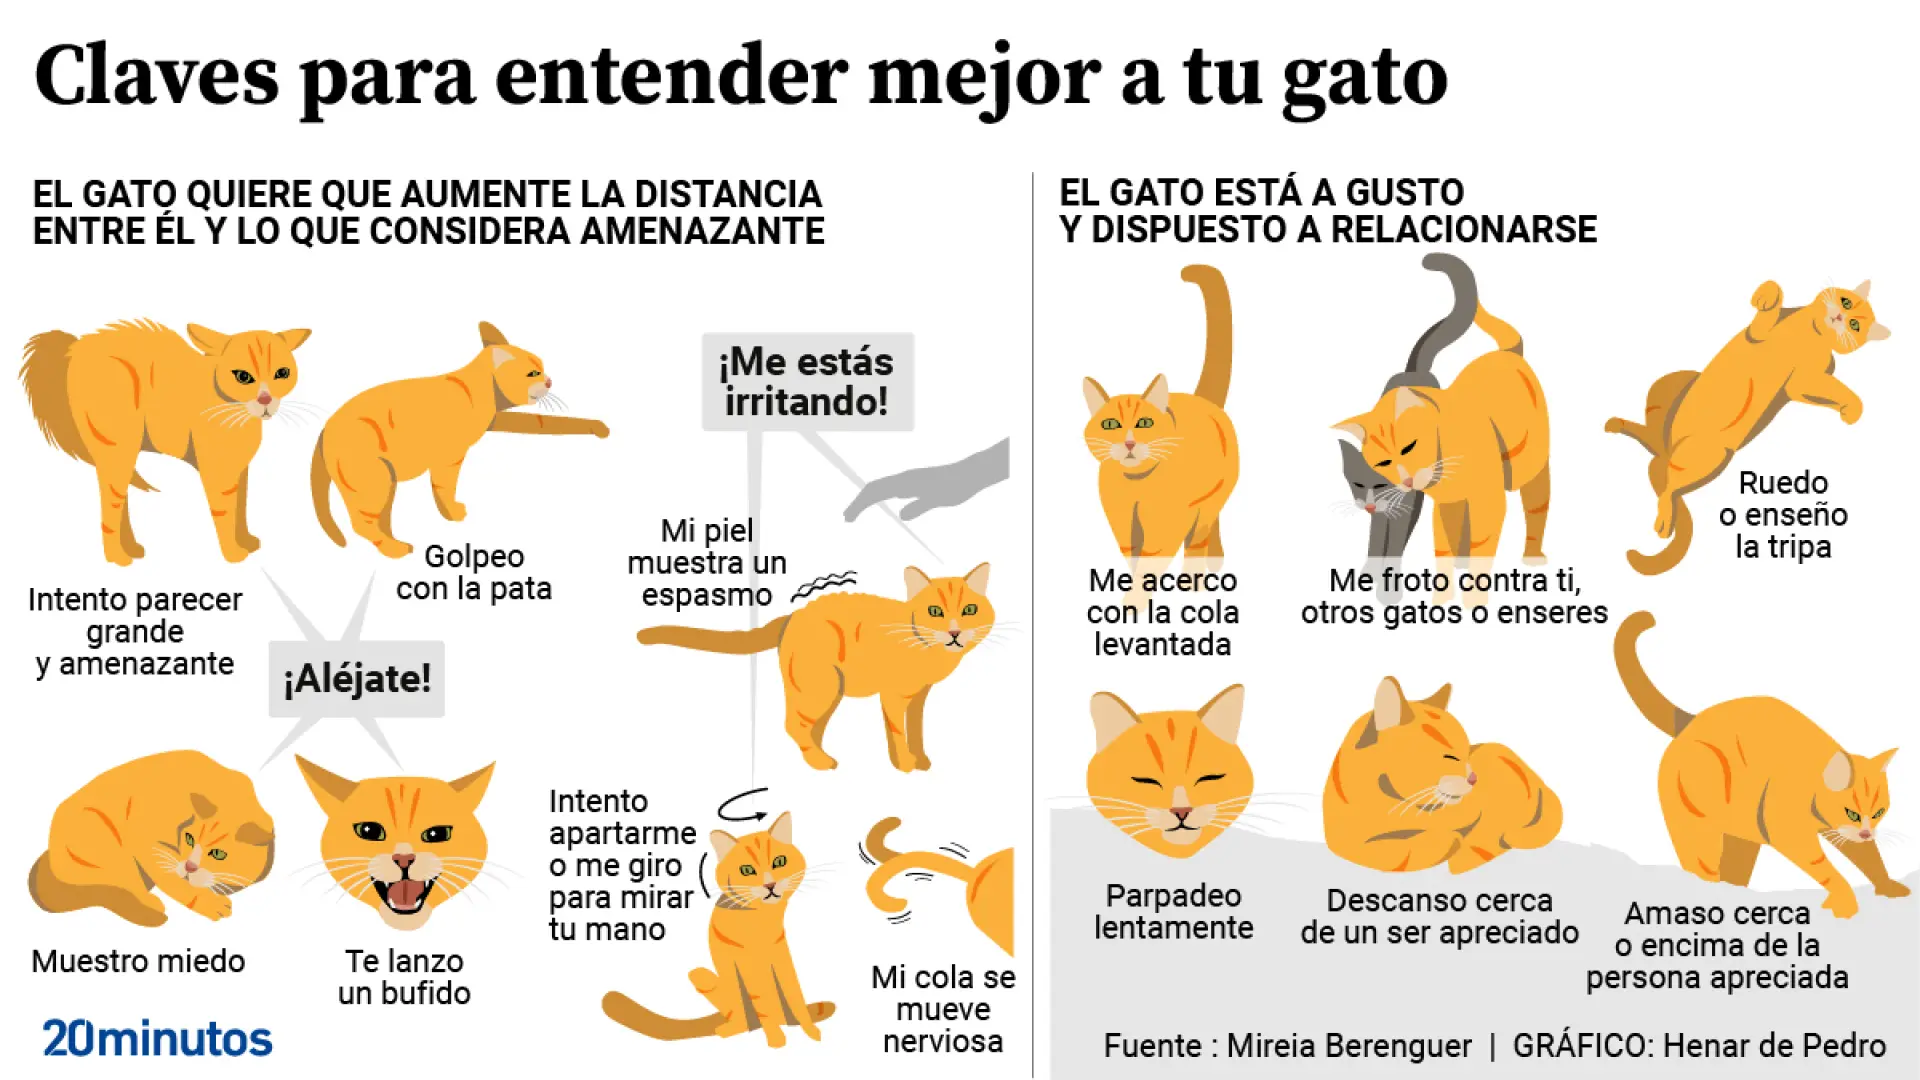 Claves para entender mejor a tu gato
EL GATO QUIERE QUE AUMENTE LA DISTANCIA
ENTRE ÉL Y LO QUE CONSIDERA AMENAZANTE
Intento parecer
grande
y amenazante
Golpeo
con la pata
¡Aléjate!
Muestro miedo
Te lanzo
un bufido
¡Me estás
irritando!
Mi piel
muestra un
espasmo
Intento
apartarme
o me giro
para mirar
tu mano
Mi cola se
mueve
nerviosa
EL GATO ESTÁ A GUSTO
Y DISPUESTO A RELACIONARSE
Me acerco
con la cola
levantada
Me froto contra ti,
otros gatos o enseres
Ruedo
o enseño
la tripa
Parpadeo
lentamente
Descanso cerca
de un ser apreciado
Amaso cerca
o encima de la
persona apreciada
20minutos
Fuente : Mireia Berenguer | GRÁFICO: Henar de Pedro